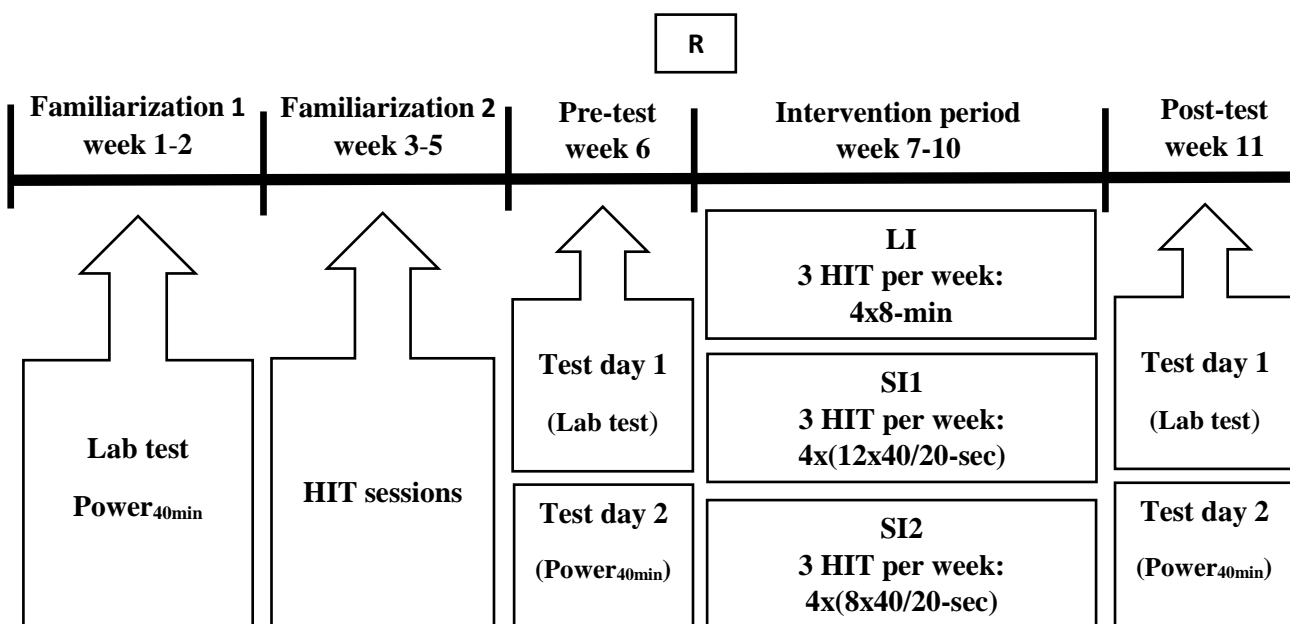 R
Familiarization 1
week 1-2
Familiarization 2
week 3-5
Pre-test
week 6
Intervention period
week 7-10
Post-test
week 11
Lab test
Power40min
HIT sessions
Test day 1
(Lab test)
Test day 2
(Power40min)
LI
3 HIT per week:
4x8-min
SI1
3 HIT per week:
4x(12x40/20-sec)
SI2
3 HIT per week:
4x(8x40/20-sec)
Test day 1
(Lab test)
Test day 2
(Power40min)